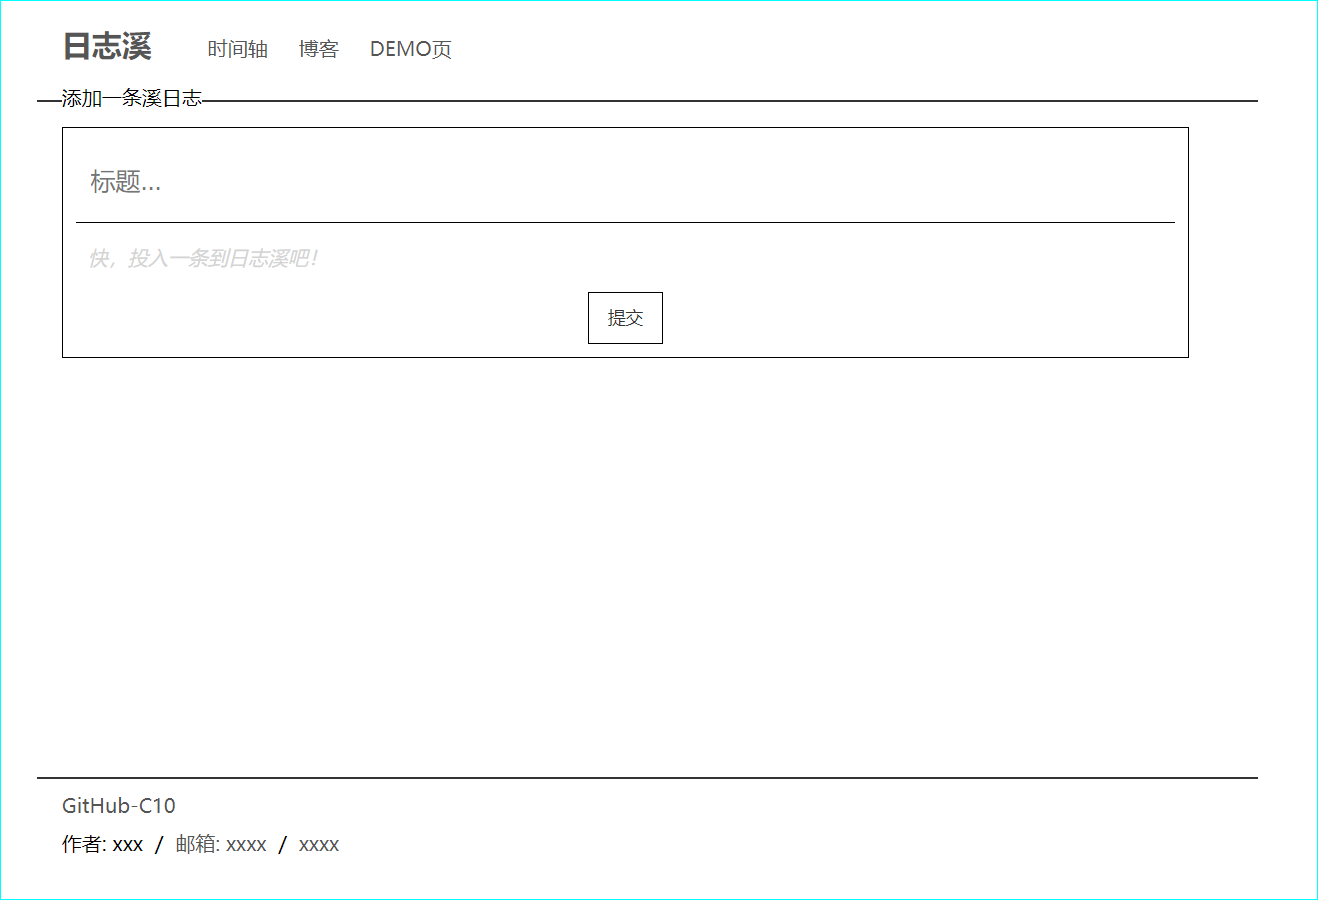 日志溪 时间轴 博客 DEMO页
添加一条溪日志
标题...
快，投入一条到日志溪吧！
提交
GitHub-C10
作者: xxx / 邮箱: xxxx / xxxx